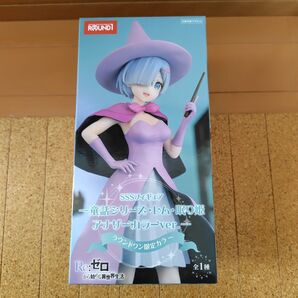 ROUND1
SSSフィギュア
―童話シリーズ・レム・眠り姫
アナザーカラーver.―
ラウンドワン限定カラー
Re:ゼロ
から始める異世界生活
全1種